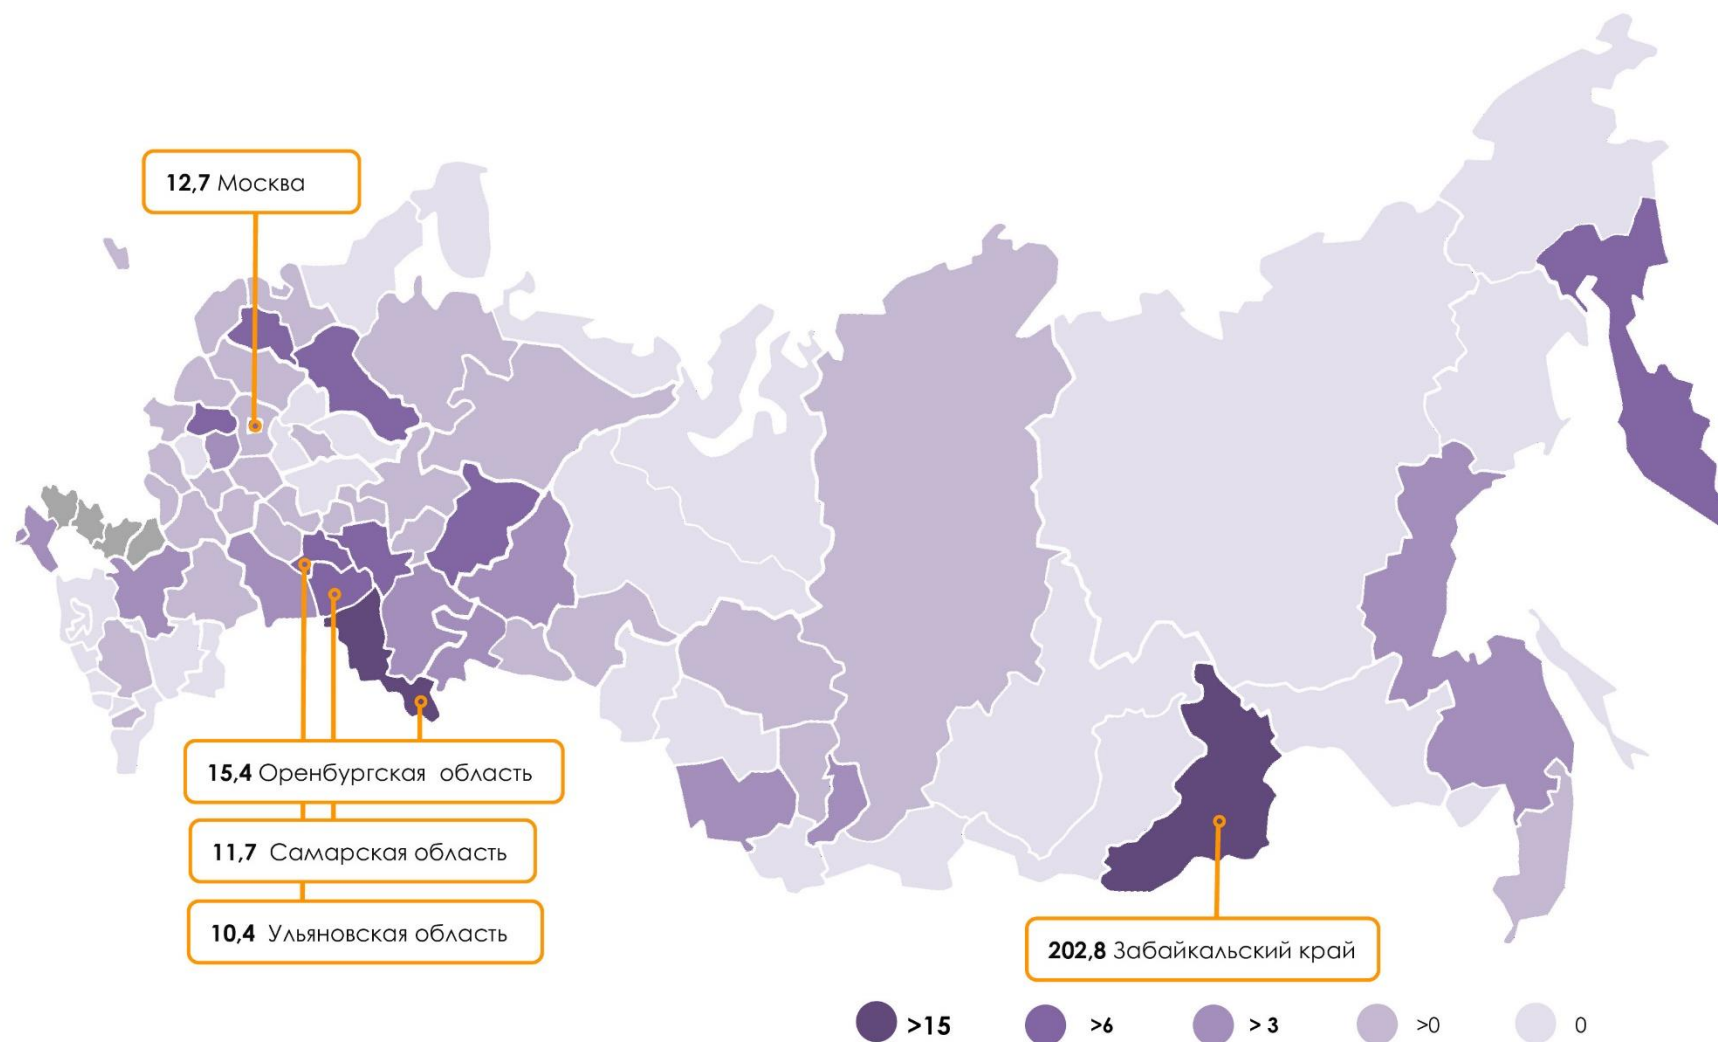 12,7 Москва
15,4 Оренбургская область
11,7 Самарская область
10,4 Ульяновская область
202,8 Забайкальский край
>15 >6 > 3 >0 0